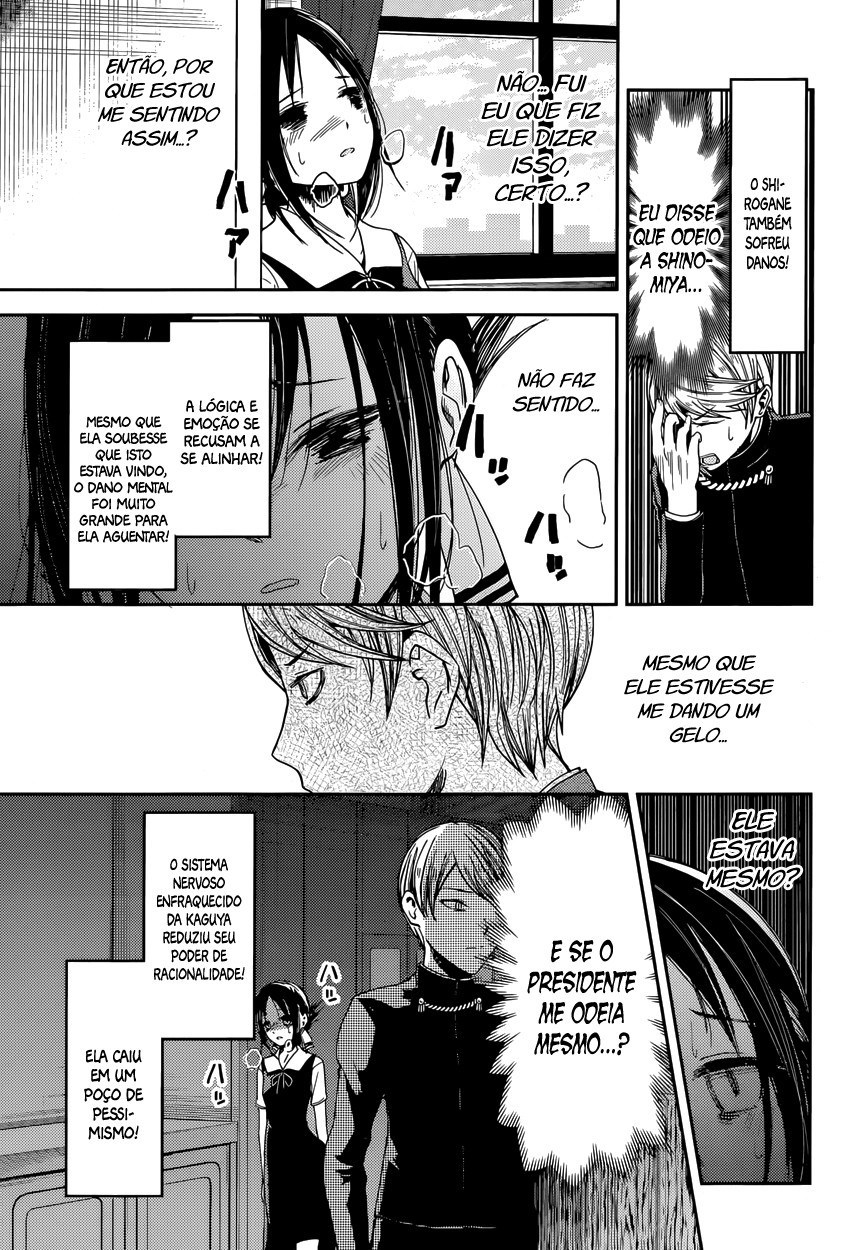 O SHI-
ROGANE
TAMBÉM
SOFREU
DANOS!
EU DISSE
QUE ODEIO
A SHINO-
MIYA...
NÃO... FUI
EU QUE FIZ
ELE DIZER
ISSO,
CERTO...?
ハァ
ENTÃO, POR
QUE ESTOU
ME SENTINDO
ASSIM...?
ハァ
NÃO FAZ
SENTIDO...
ハァ
ハァ
A LÓGICA E
EMOÇÃO SE
RECUSAM A
SE ALINHAR!
MESMO QUE
ELA SOUBESSE
QUE ISTO
ESTAVA VINDO,
O DANO MENTAL
FOI MUITO
GRANDE PARA
ELA AGUENTAR!
MESMO QUE
ELE ESTIVESSE
ME DANDO UM
GELO...
ELE
ESTAVA
MESMO?
E SE O
PRESIDENTE
ME ODEIA
MESMO...?
O SISTEMA
NERVOSO
ENFRAQUECIDO
DA KAGUYA
REDUZIU SEU
PODER DE
RACIONALIDADE!
ハァ
ハァ
ELA CAIU
EM UM
POÇO DE
PESSI-
MISMO!